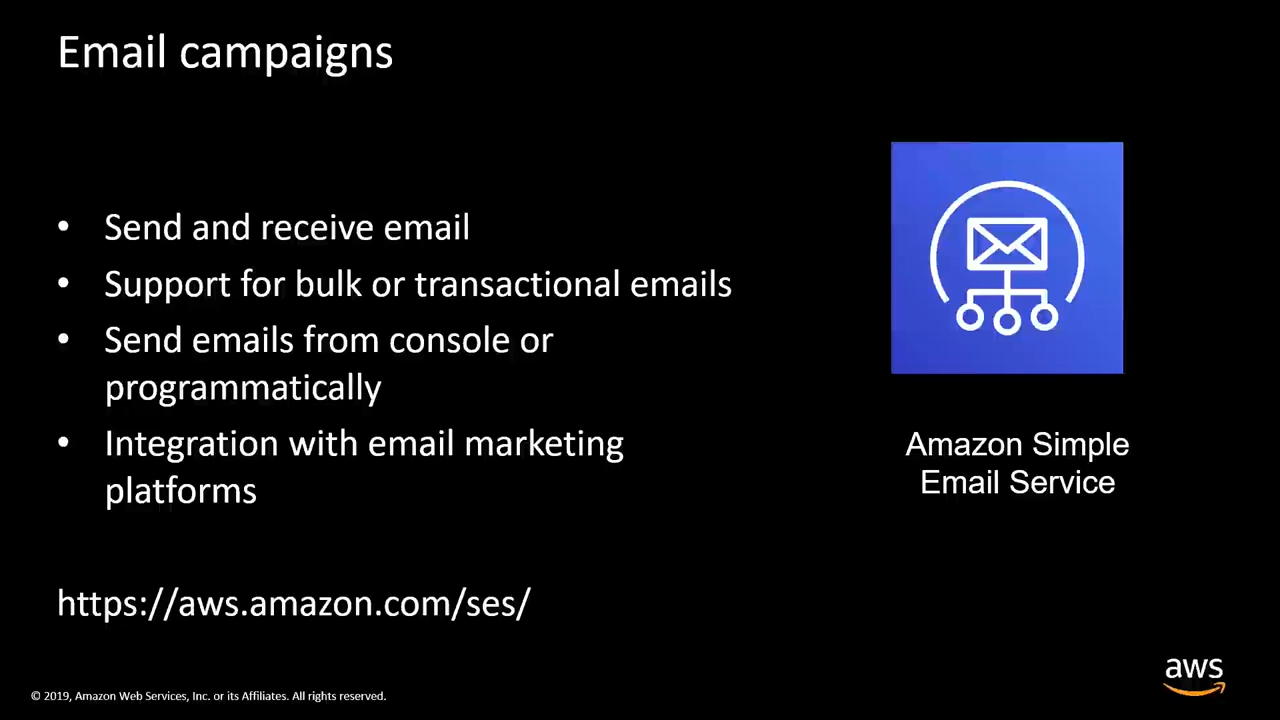 Email campaigns
• Send and receive email
• Support for bulk or transactional emails
• Send emails from console or
programmatically
• Integration with email marketing
platforms
Amazon Simple
Email Service
https://aws.amazon.com/ses/
© 2019, Amazon Web Services, Inc. or its Affiliates. All rights reserved.
aws